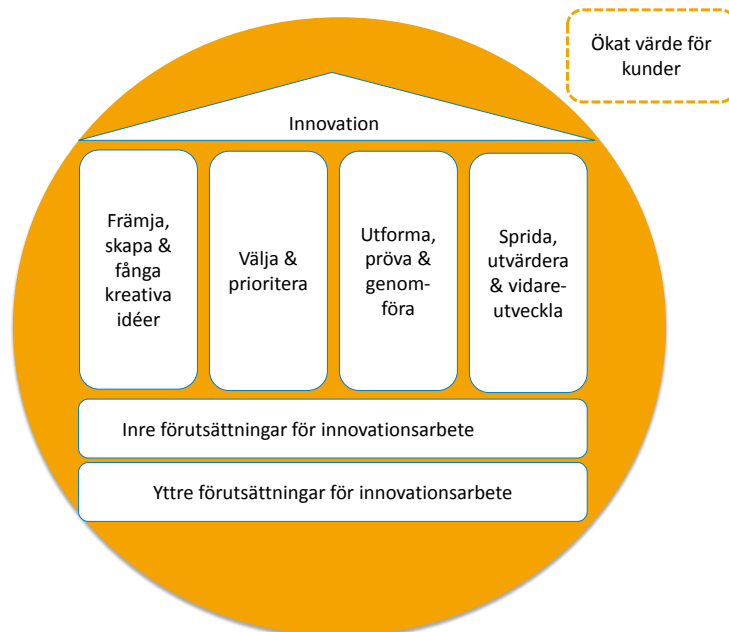 Ökat värde för
kunder
Innovation
Främja,
skapa &
fånga
kreativa
idéer
Välja &
prioritera
Utforma,
pröva &
genom-
föra
Sprida,
utvärdera
& vidare-
utveckla
Inre förutsättningar för innovationsarbete
Yttre förutsättningar för innovationsarbete